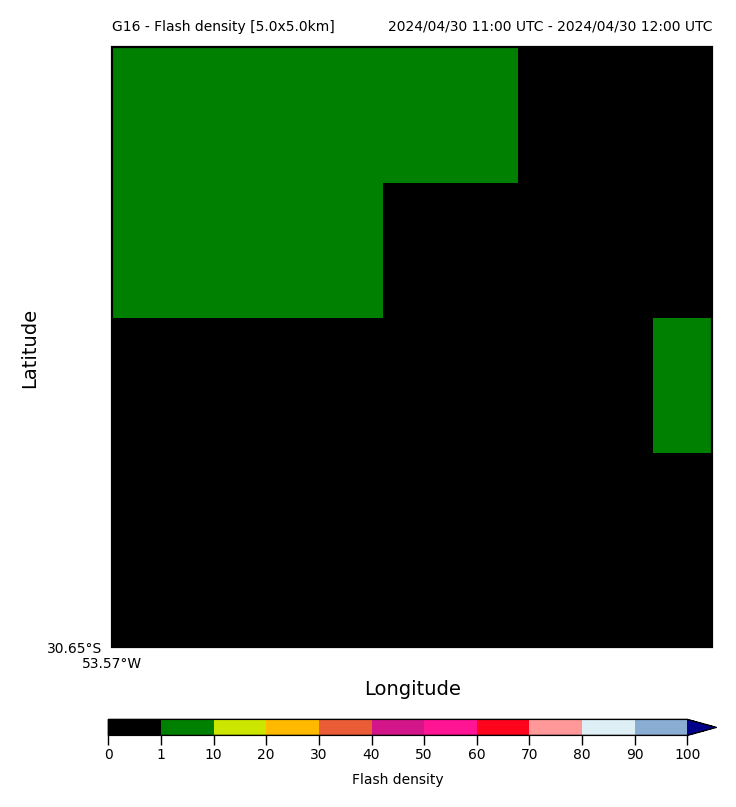 G16 - Flash density [5.0x5.0km] 2024/04/30 11:00 UTC - 2024/04/30 12:00 UTC
Latitude
30.65°S
53.57°W
Longitude
0 1 10 20 30 40 50 60 70 80 90 100
Flash density